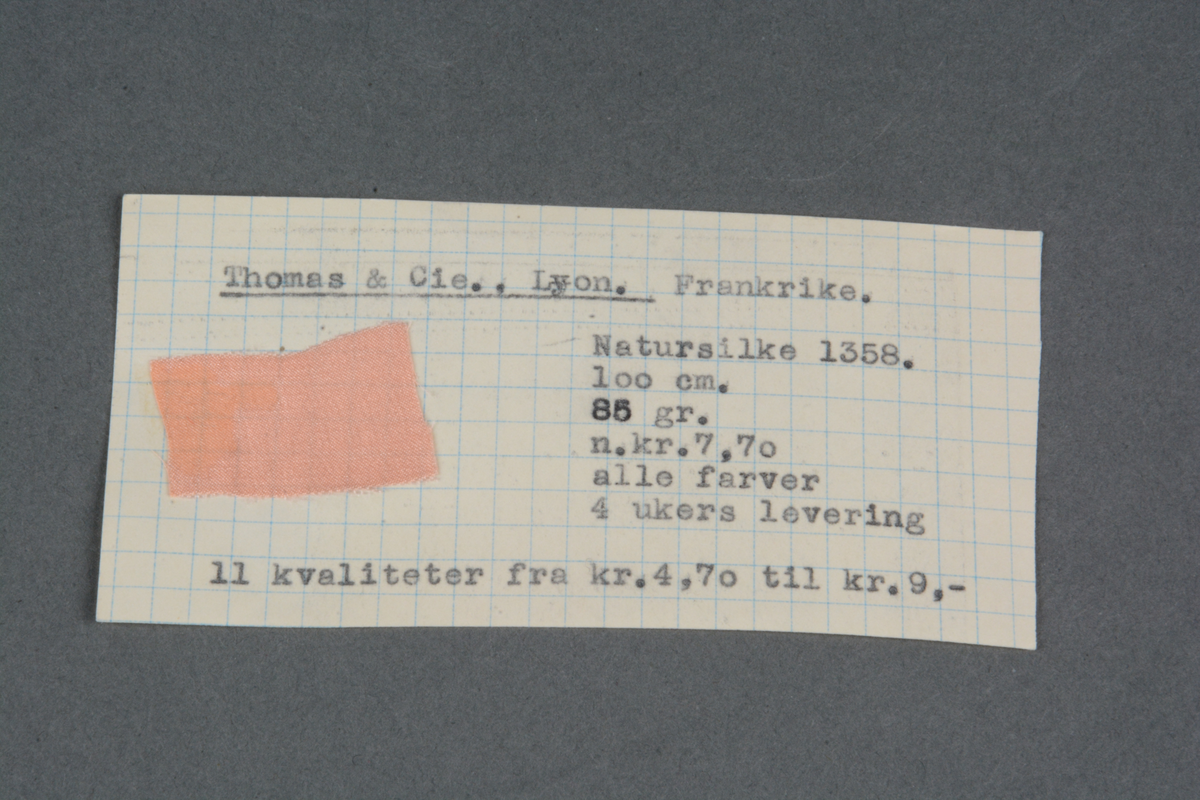 Thomas & Cie., Lyon. Frankrike.
Natursilke 1358.
loo cm.
85 gr.
n.kr.7,7o
alle farver
4 ukers levering
11 kvaliteter fra kr.4,7o til kr.9,-